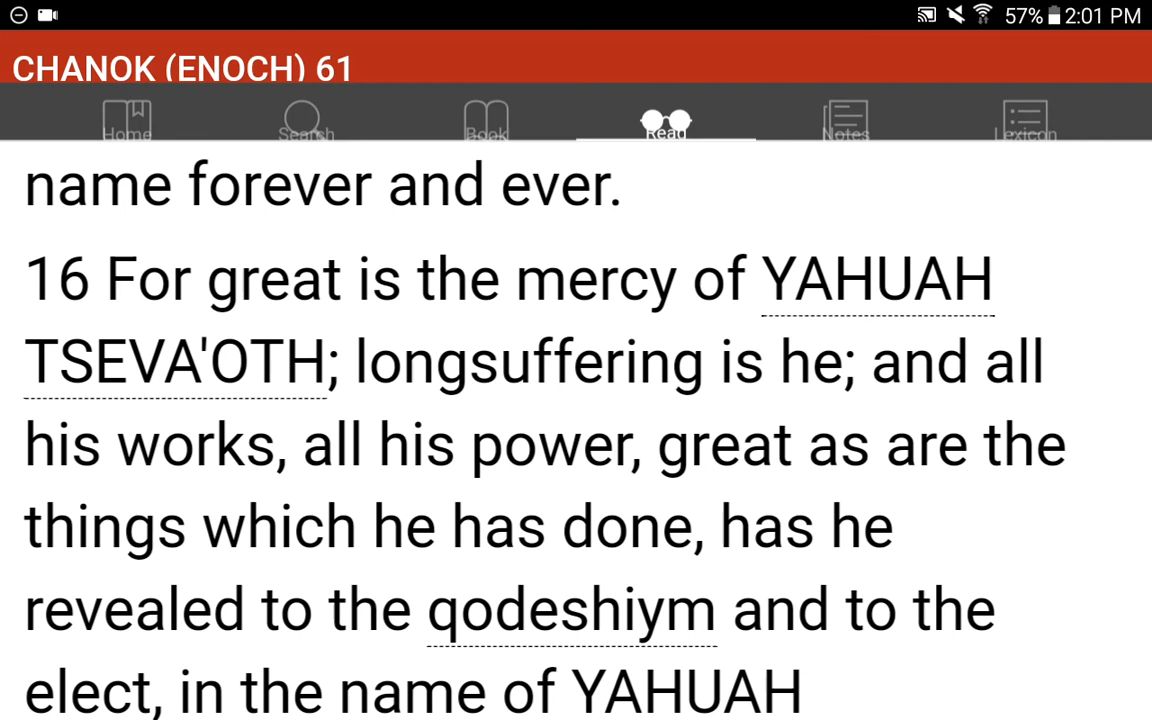 57% 2:01 PM
CHANOK (ENOCH) 61
Home Search Book Read Notes Lexicon
name forever and ever.
16 For great is the mercy of YAHUAH
TSEVA'OTH; longsuffering is he; and all
his works, all his power, great as are the
things which he has done, has he
revealed to the qodeshiym and to the
elect, in the name of YAHUAH